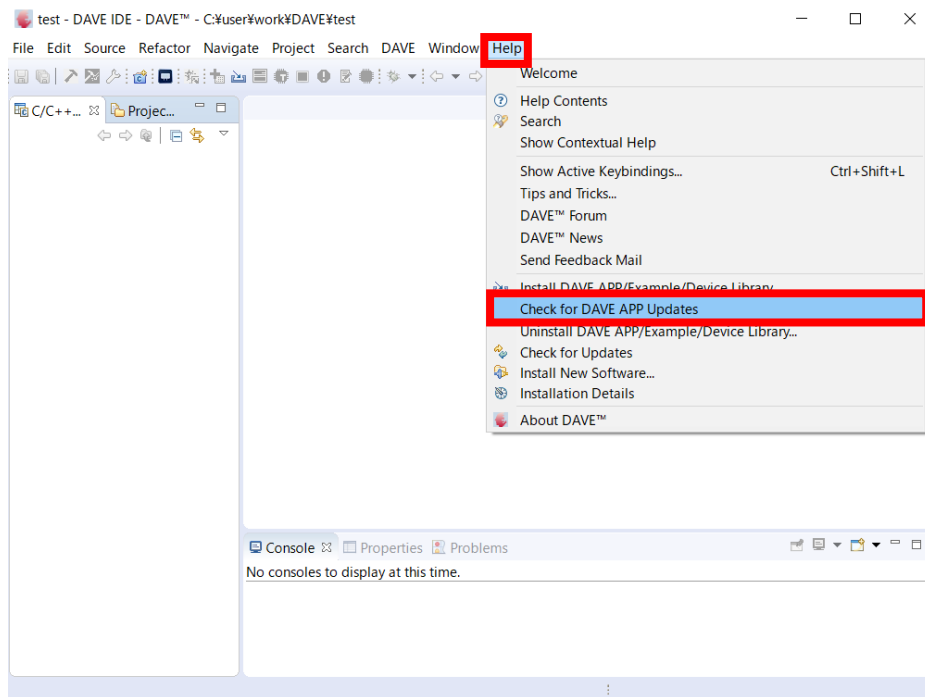 test - DAVE IDE - DAVE™ - C:¥user¥work¥DAVE¥test
File Edit Source Refactor Navigate Project Search DAVE Window Help
C/C++... Projec...
Welcome
Help Contents
Search
Show Contextual Help
Show Active Keybindings... Ctrl+Shift+L
Tips and Tricks...
DAVE™ Forum
DAVE™ News
Send Feedback Mail
Install DAVE APP/Example/Device Library
Check for DAVE APP Updates
Uninstall DAVE APP/Example/Device Library...
Check for Updates
Install New Software...
Installation Details
About DAVE™
Console Properties Problems
No consoles to display at this time.